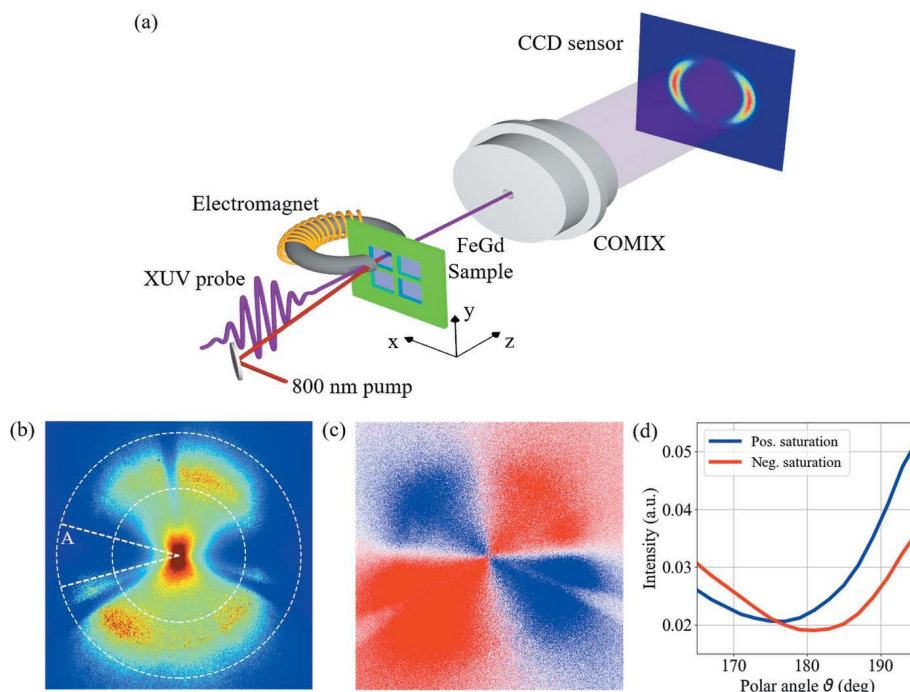 (a)
CCD sensor
Electromagnet
FeGd
Sample
COMIX
XUV probe
y
x
z
800 nm pump
(b)
(c)
(d)
A
Pos. saturation
Neg. saturation
Intensity (a.u.)
0.05
0.04
0.03
0.02
170
180
190
Polar angle ϑ (deg)